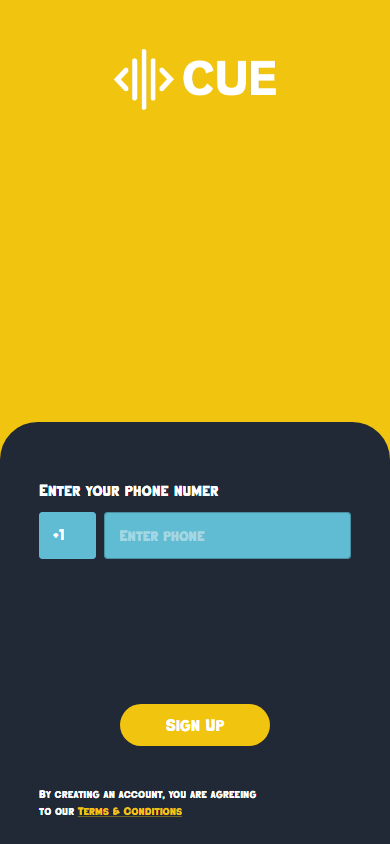 CUE
Enter your phone numer
+1
Enter phone
Sign Up
By creating an account, you are agreeing
to our Terms & Conditions